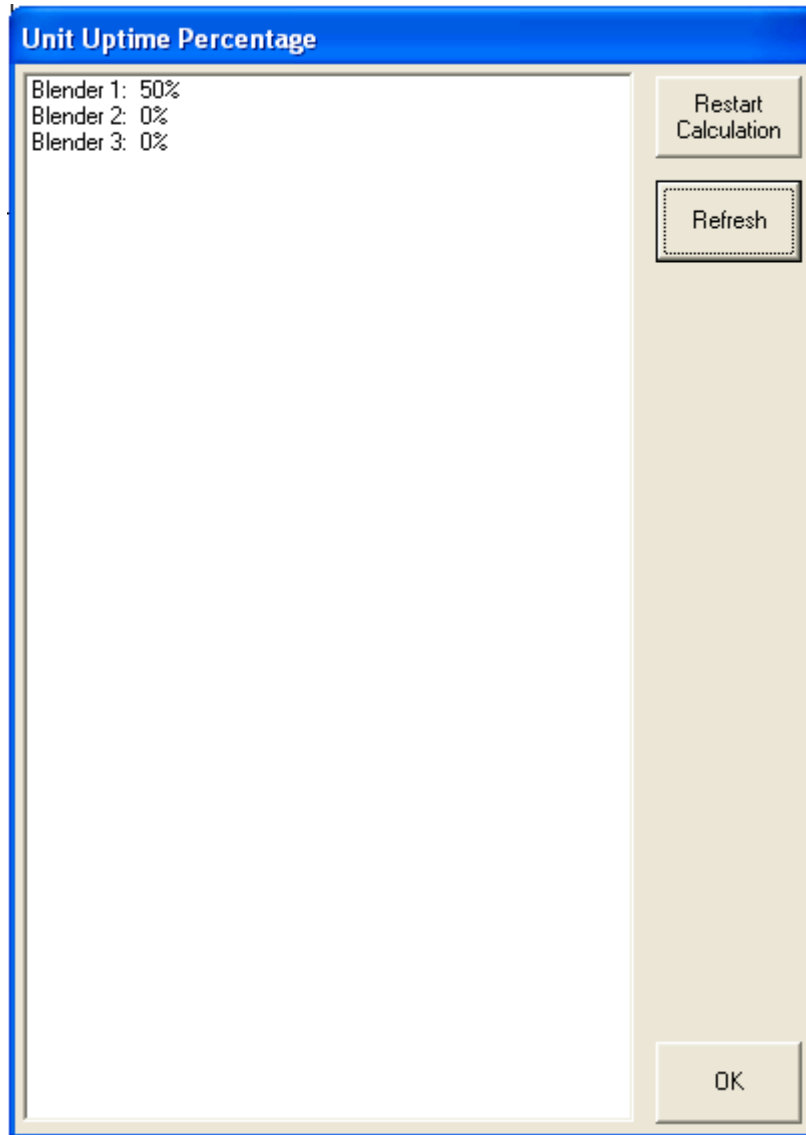 Unit Uptime Percentage
Blender 1: 50%
Blender 2: 0%
Blender 3: 0%
Restart
Calculation
Refresh
OK